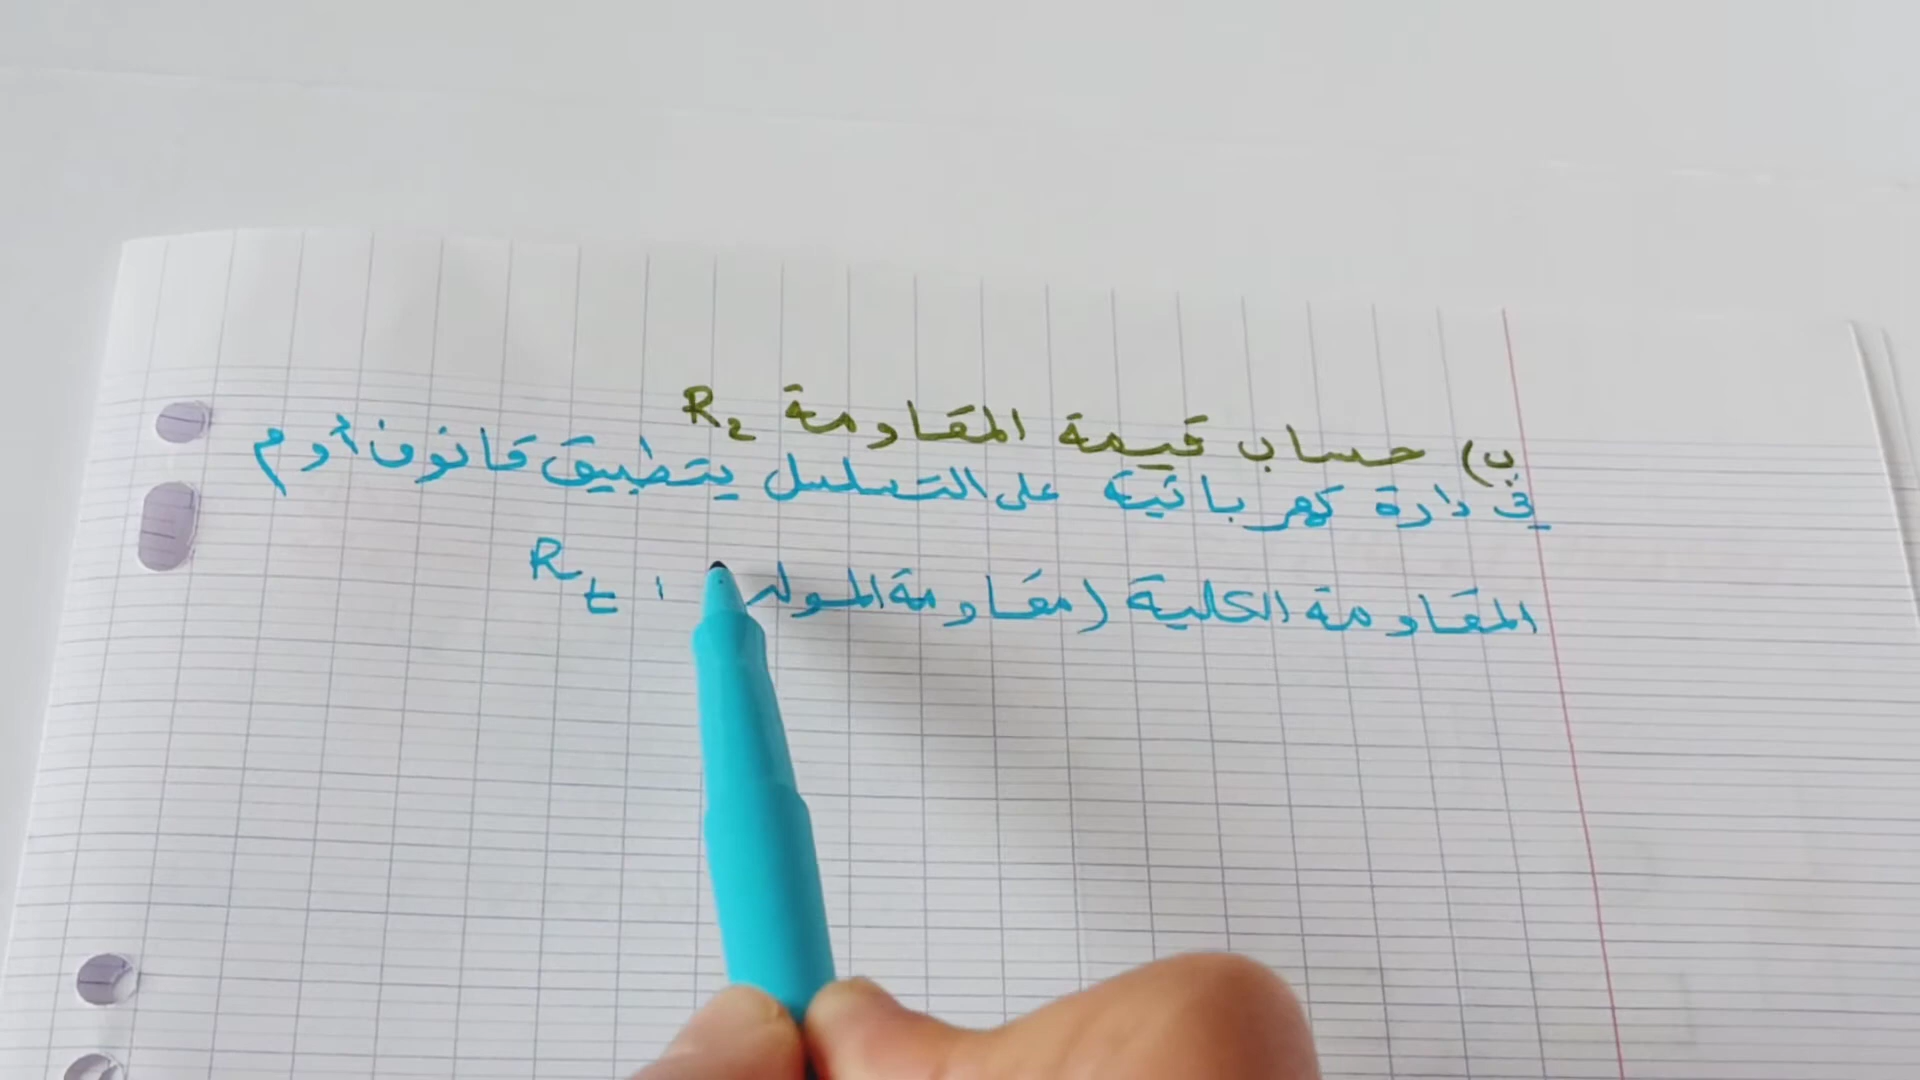 ب) حساب قيمة المقاومة R₂
في دارة كهربائية على التسلسل بتطبيق قانون أوم
المقاومة الكلية (مقاومة المولد : Rt